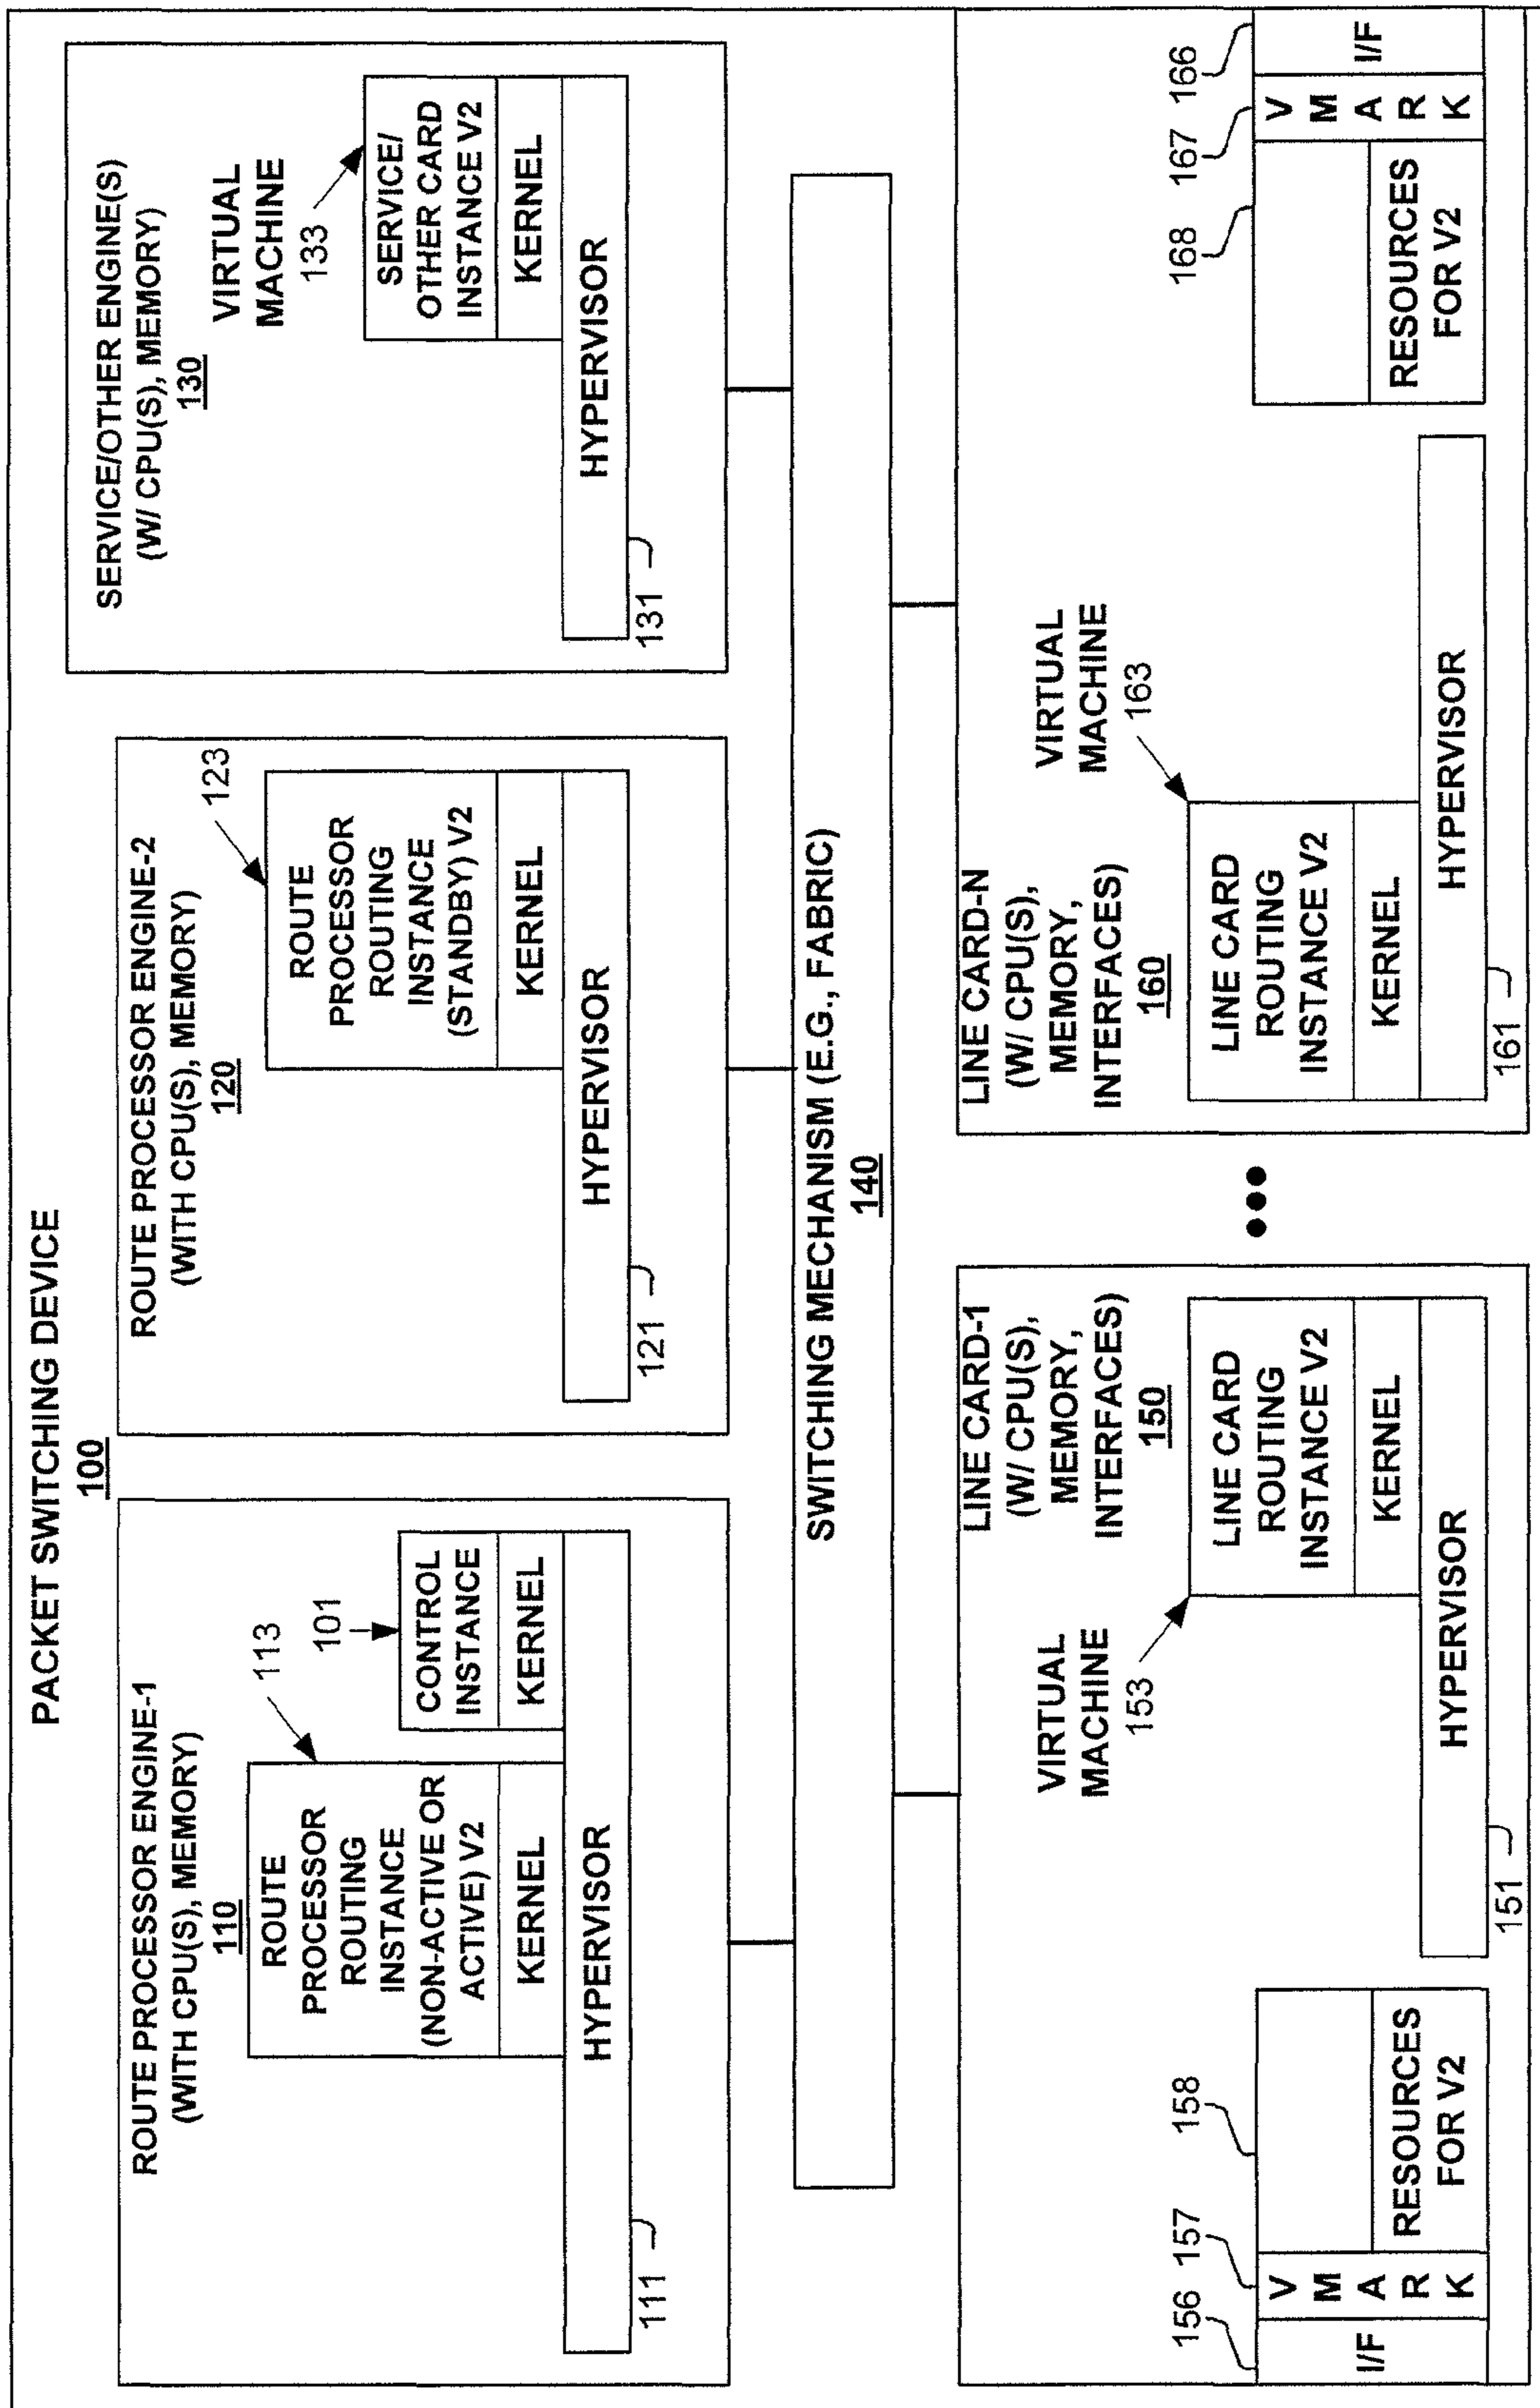 PACKET SWITCHING DEVICE
100
ROUTE PROCESSOR ENGINE-1
(WITH CPU(S), MEMORY)
110
ROUTE
PROCESSOR
ROUTING
INSTANCE
(NON-ACTIVE OR
ACTIVE) V2
KERNEL
113
101
CONTROL
INSTANCE
KERNEL
HYPERVISOR
111
ROUTE PROCESSOR ENGINE-2
(WITH CPU(S), MEMORY)
120
123
ROUTE
PROCESSOR
ROUTING
INSTANCE
(STANDBY) V2
KERNEL
HYPERVISOR
121
SERVICE/OTHER ENGINE(S)
(W/ CPU(S), MEMORY)
130
VIRTUAL
MACHINE
133
SERVICE/
OTHER CARD
INSTANCE V2
KERNEL
HYPERVISOR
131
SWITCHING MECHANISM (E.G., FABRIC)
140
LINE CARD-1
(W/ CPU(S),
MEMORY,
INTERFACES)
150
VIRTUAL
MACHINE
153
LINE CARD
ROUTING
INSTANCE V2
KERNEL
HYPERVISOR
151
156
157
158
I/F
V
M
A
R
K
RESOURCES
FOR V2
LINE CARD-N
(W/ CPU(S),
MEMORY,
INTERFACES)
160
VIRTUAL
MACHINE
163
LINE CARD
ROUTING
INSTANCE V2
KERNEL
HYPERVISOR
161
168
167
166
RESOURCES
FOR V2
V
M
A
R
K
I/F